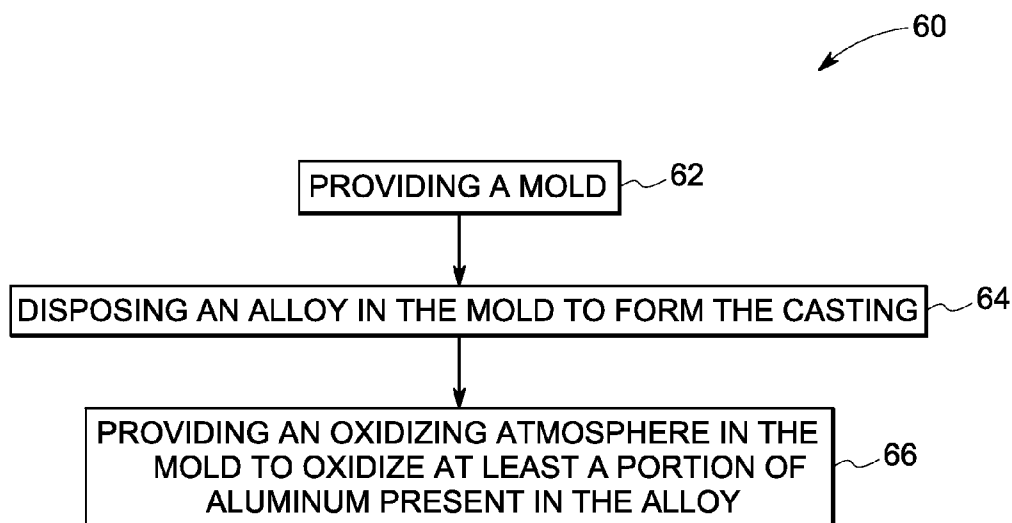 60
PROVIDING A MOLD
62
DISPOSING AN ALLOY IN THE MOLD TO FORM THE CASTING
64
PROVIDING AN OXIDIZING ATMOSPHERE IN THE
MOLD TO OXIDIZE AT LEAST A PORTION OF
ALUMINUM PRESENT IN THE ALLOY
66